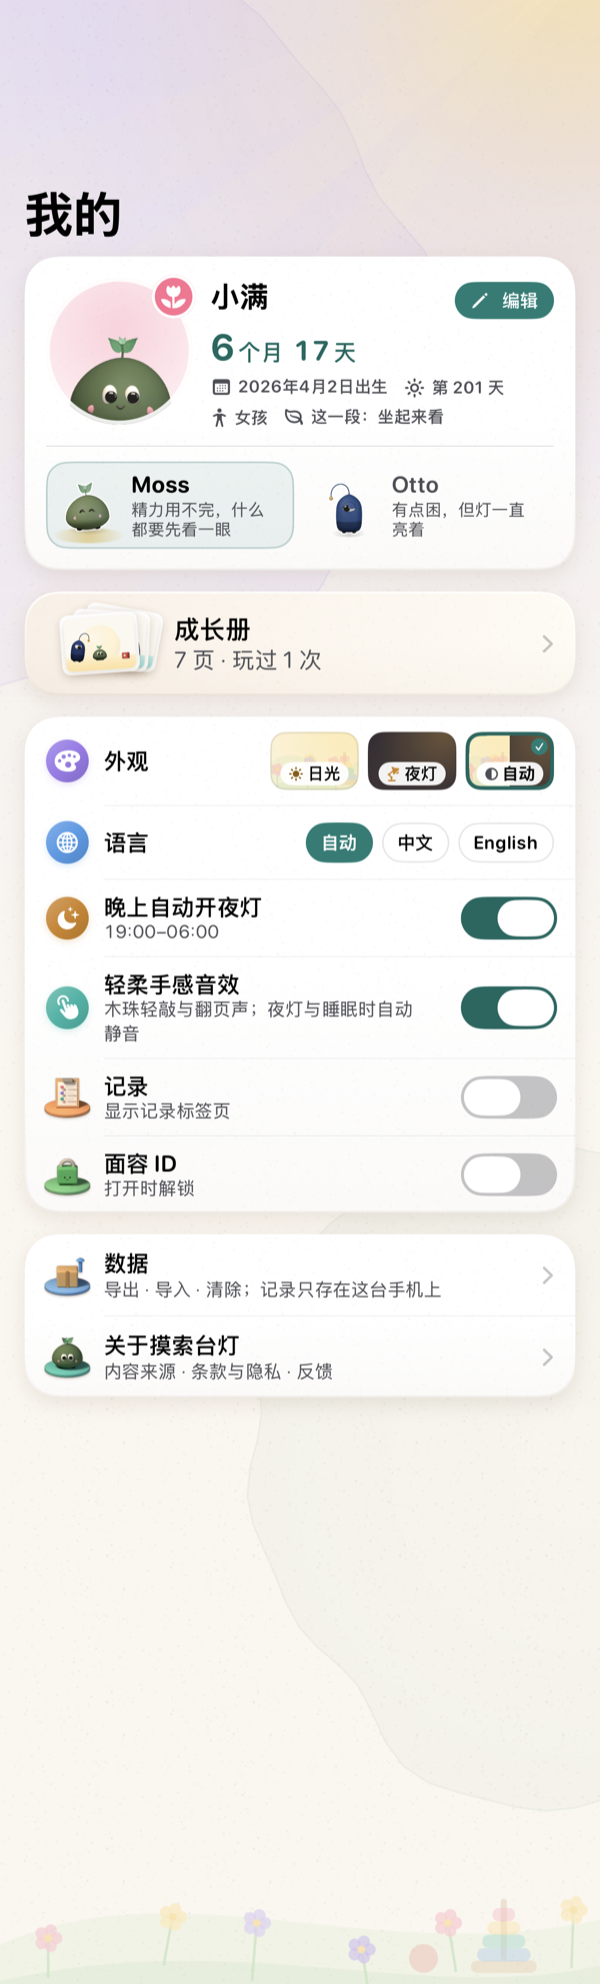 我的
小满
编辑
6个月 17天
2026年4月2日出生 第 201 天
女孩 这一段：坐起来看
Moss
精力用不完，什么
都要先看一眼
Otto
有点困，但灯一直
亮着
成长册
7 页 · 玩过 1 次
外观
日光
夜灯
自动
语言
自动
中文
English
晚上自动开夜灯
19:00–06:00
轻柔手感音效
木珠轻敲与翻页声；夜灯与睡眠时自动
静音
记录
显示记录标签页
面容 ID
打开时解锁
数据
导出 · 导入 · 清除；记录只存在这台手机上
关于摸索台灯
内容来源 · 条款与隐私 · 反馈